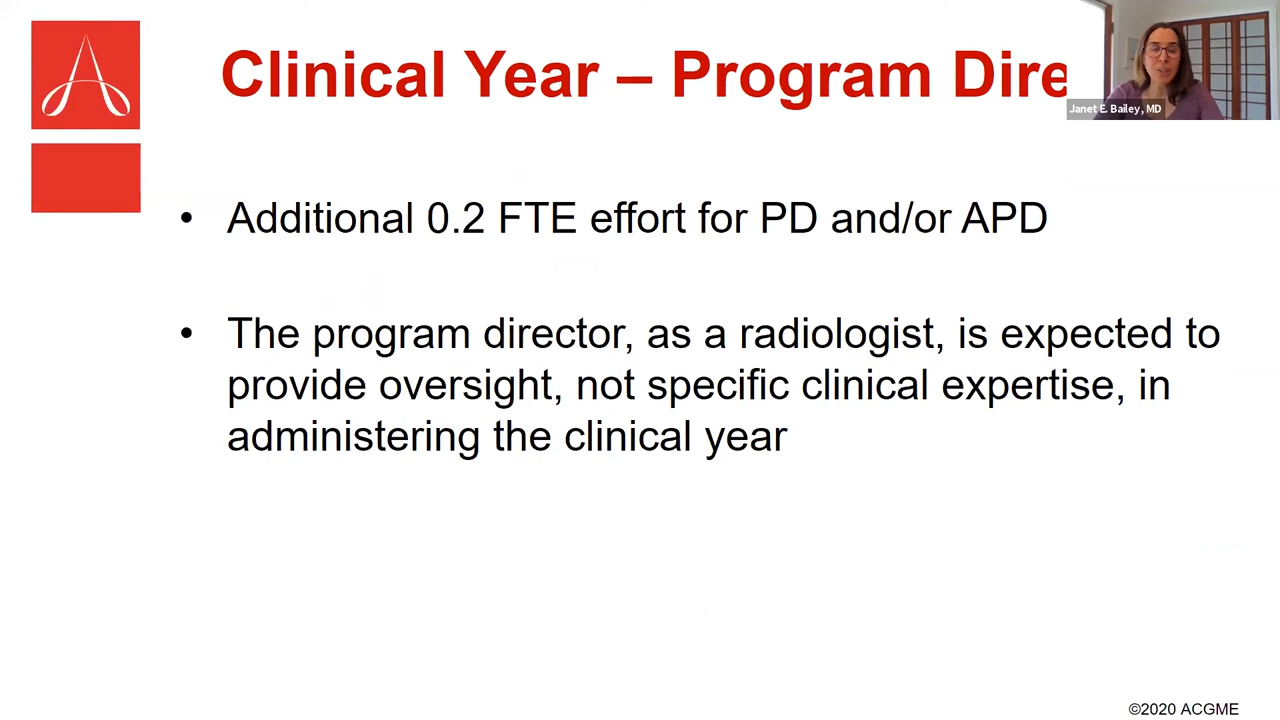 Clinical Year – Program Dire
Janet E. Bailey, MD
• Additional 0.2 FTE effort for PD and/or APD
• The program director, as a radiologist, is expected to
provide oversight, not specific clinical expertise, in
administering the clinical year
©2020 ACGME